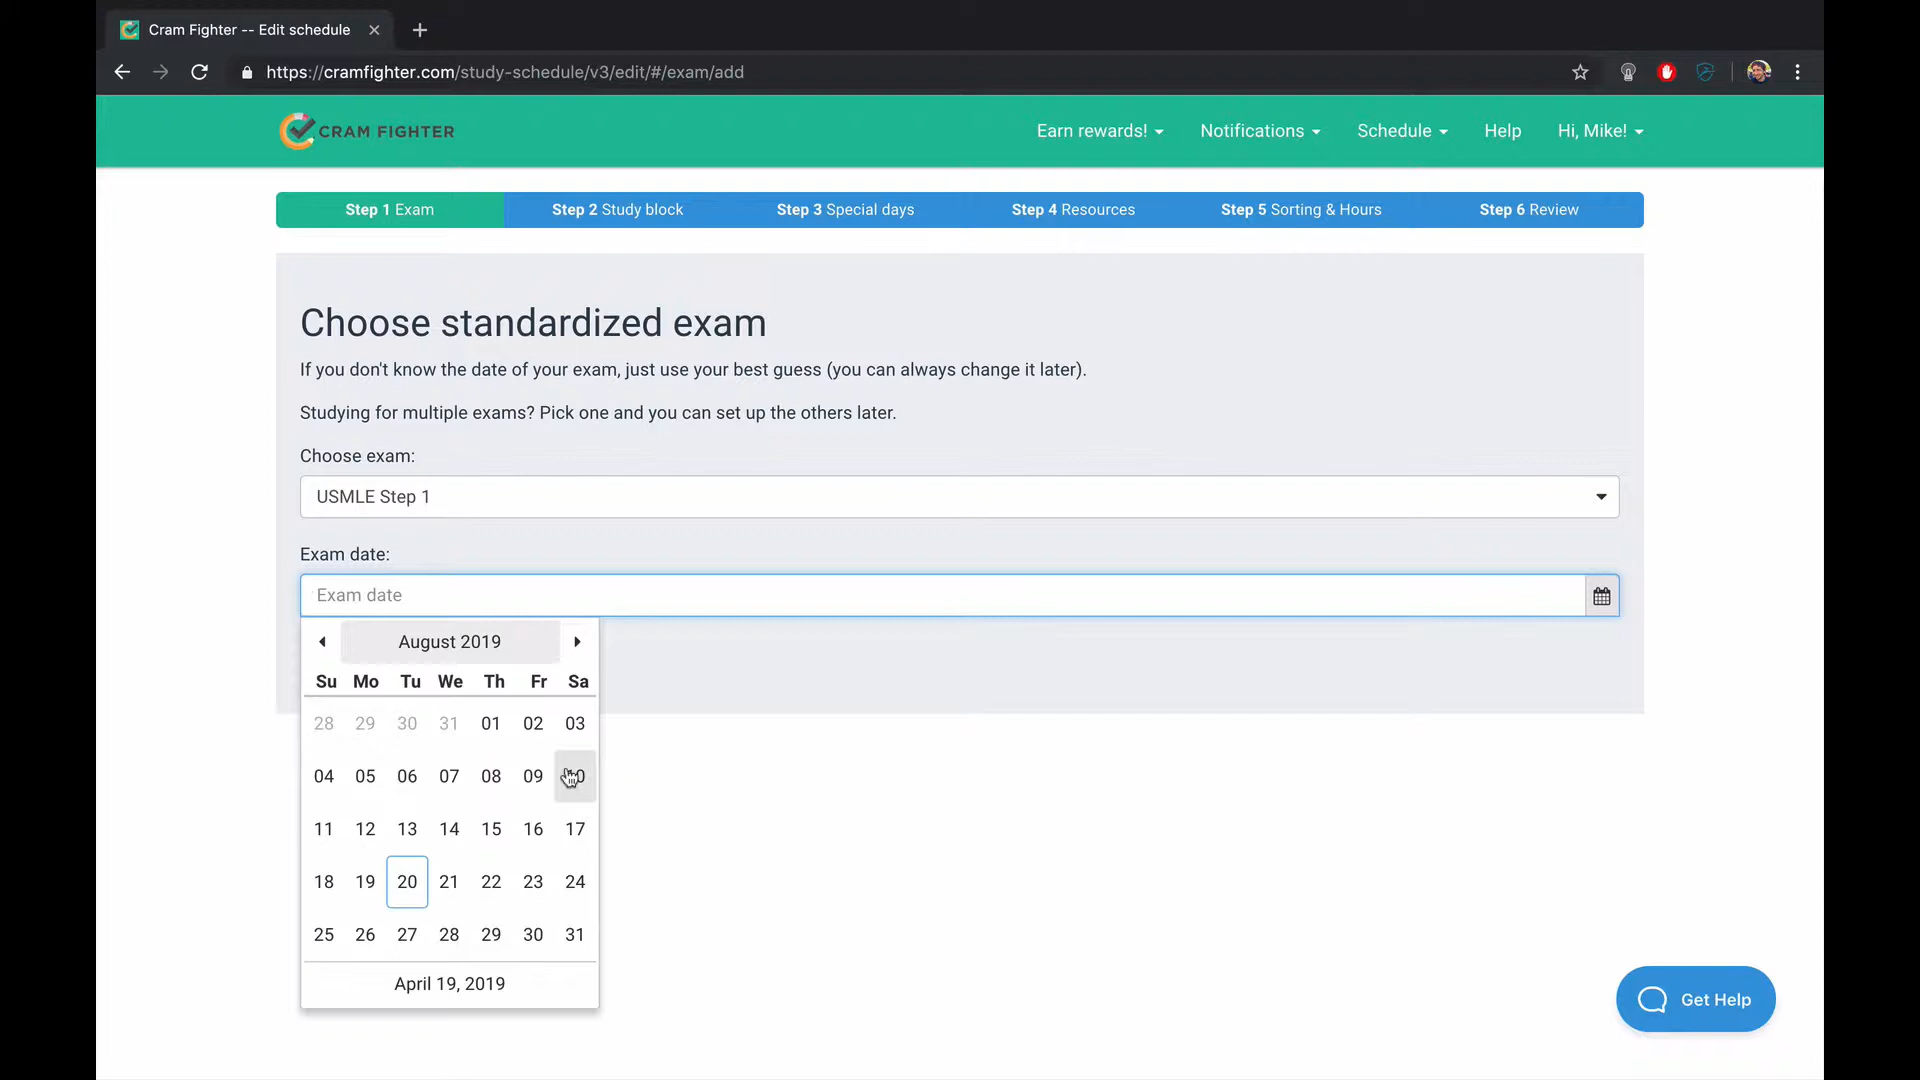 Cram Fighter -- Edit schedule
https://cramfighter.com/study-schedule/v3/edit/#/exam/add
CRAM FIGHTER
Earn rewards! Notifications Schedule Help Hi, Mike!
Step 1 Exam Step 2 Study block Step 3 Special days Step 4 Resources Step 5 Sorting & Hours Step 6 Review
Choose standardized exam
If you don't know the date of your exam, just use your best guess (you can always change it later).
Studying for multiple exams? Pick one and you can set up the others later.
Choose exam:
USMLE Step 1
Exam date:
Exam date
August 2019
Su Mo Tu We Th Fr Sa
28 29 30 31 01 02 03
04 05 06 07 08 09
11 12 13 14 15 16 17
18 19 20 21 22 23 24
25 26 27 28 29 30 31
April 19, 2019
Get Help